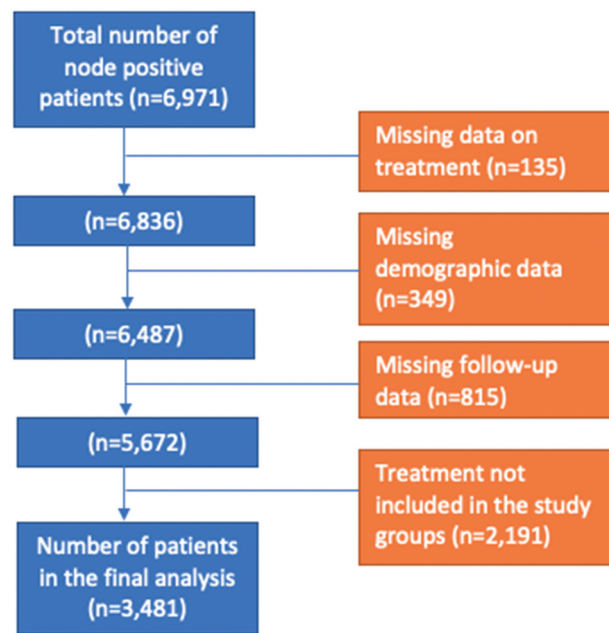 Total number of
node positive
patients (n=6,971)
Missing data on
treatment (n=135)
(n=6,836)
Missing
demographic data
(n=349)
(n=6,487)
Missing follow-up
data (n=815)
(n=5,672)
Treatment not
included in the study
groups (n=2,191)
Number of patients
in the final analysis
(n=3,481)